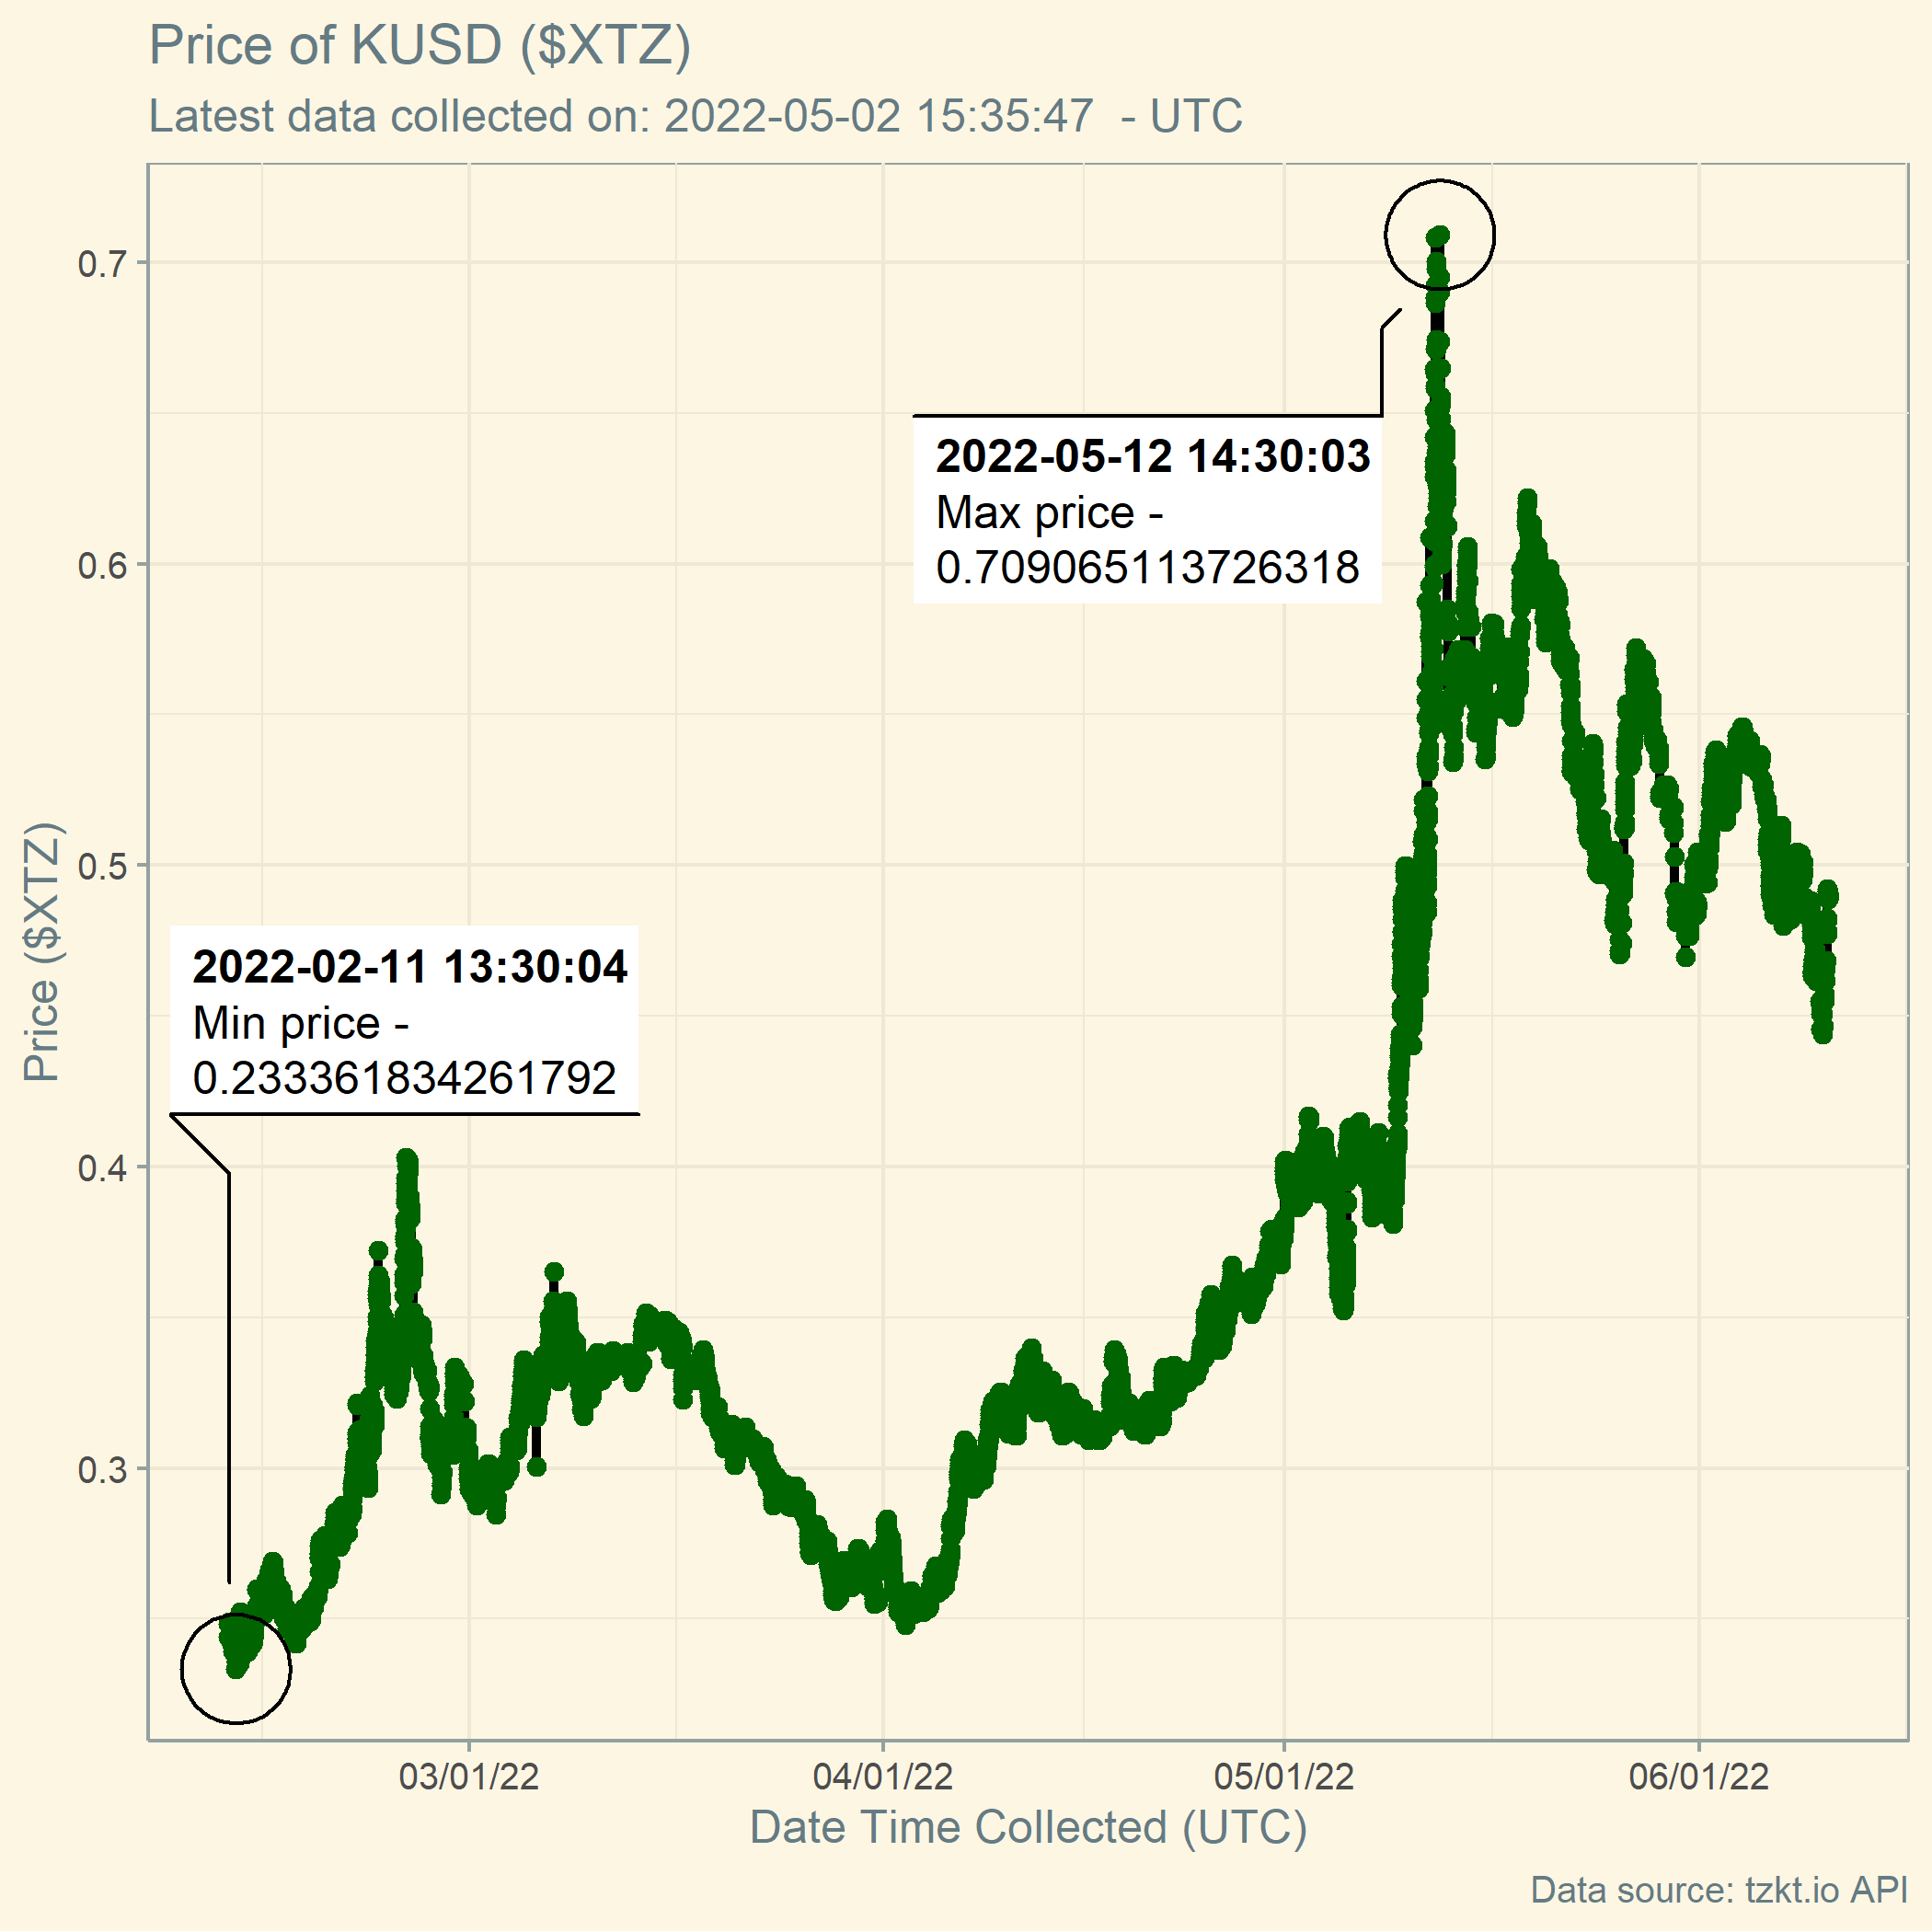 Price of KUSD ($XTZ)
Latest data collected on: 2022-05-02 15:35:47  - UTC
0.7
0.6
0.5
0.4
0.3
Price ($XTZ)
2022-05-12 14:30:03
Max price -
0.709065113726318
2022-02-11 13:30:04
Min price -
0.233361834261792
03/01/22
04/01/22
05/01/22
06/01/22
Date Time Collected (UTC)
Data source: tzkt.io API